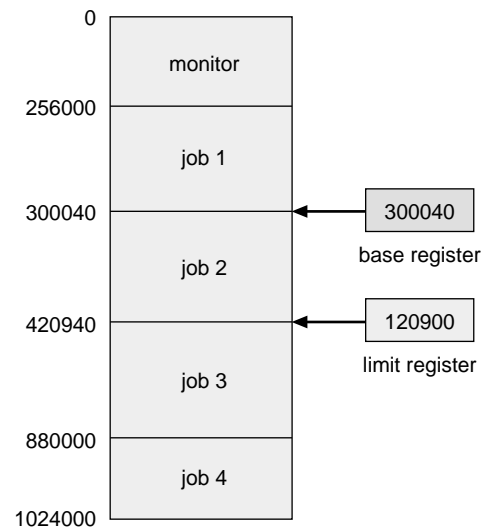 0
monitor
256000
job 1
300040
300040
base register
job 2
420940
120900
limit register
job 3
880000
job 4
1024000